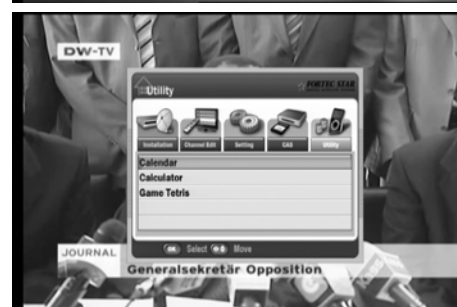 DW-TV
Utility
FORTEC STAR
Installation Channel Edit Setting CAS Utility
Calendar
Calculator
Game Tetris
OK Select Move
JOURNAL
Generalsekretär Opposition